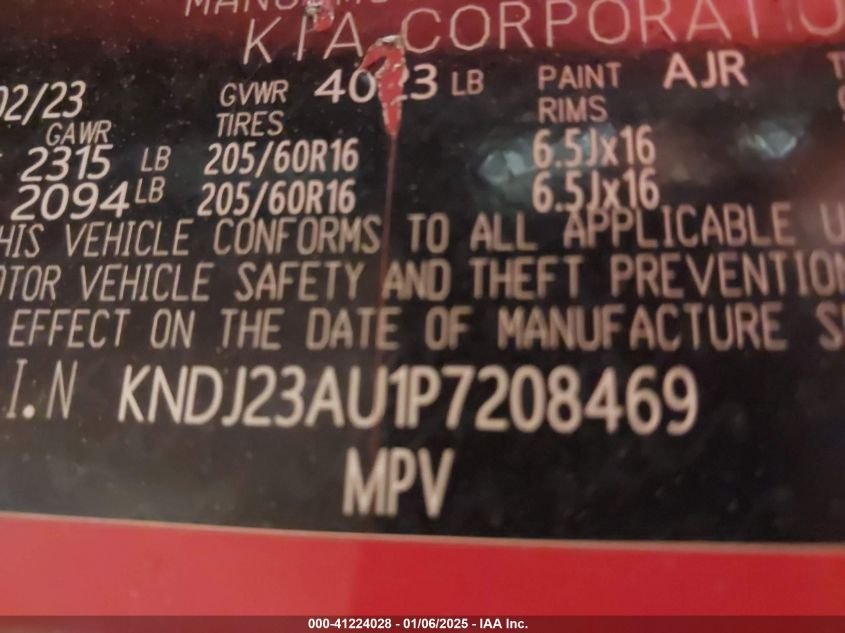 KIA CORPORATIO
02/23 GVWR 4023 LB PAINT AJR
GAWR TIRES RIMS
2315 LB 205/60R16 6.5Jx16
2094 LB 205/60R16 6.5Jx16
HIS VEHICLE CONFORMS TO ALL APPLICABLE U
OTOR VEHICLE SAFETY AND THEFT PREVENTION
EFFECT ON THE DATE OF MANUFACTURE S
I.N KNDJ23AU1P7208469
MPV
000-41224028 - 01/06/2025 - IAA Inc.